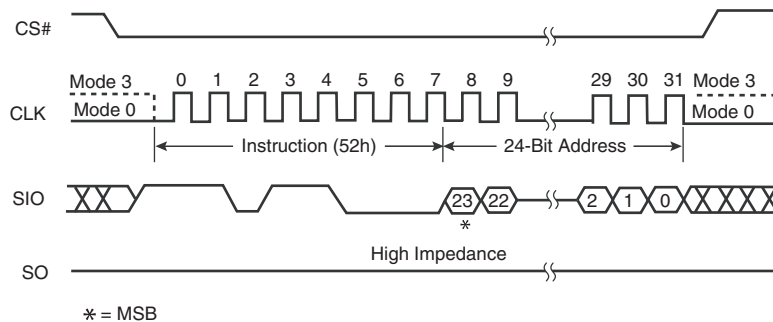 CS#
Mode 3
0 1 2 3 4 5 6 7 8 9 29 30 31
Mode 3
CLK
Mode 0
Mode 0
Instruction (52h)
24-Bit Address
SIO
23 22 2 1 0
*
High Impedance
SO
* = MSB